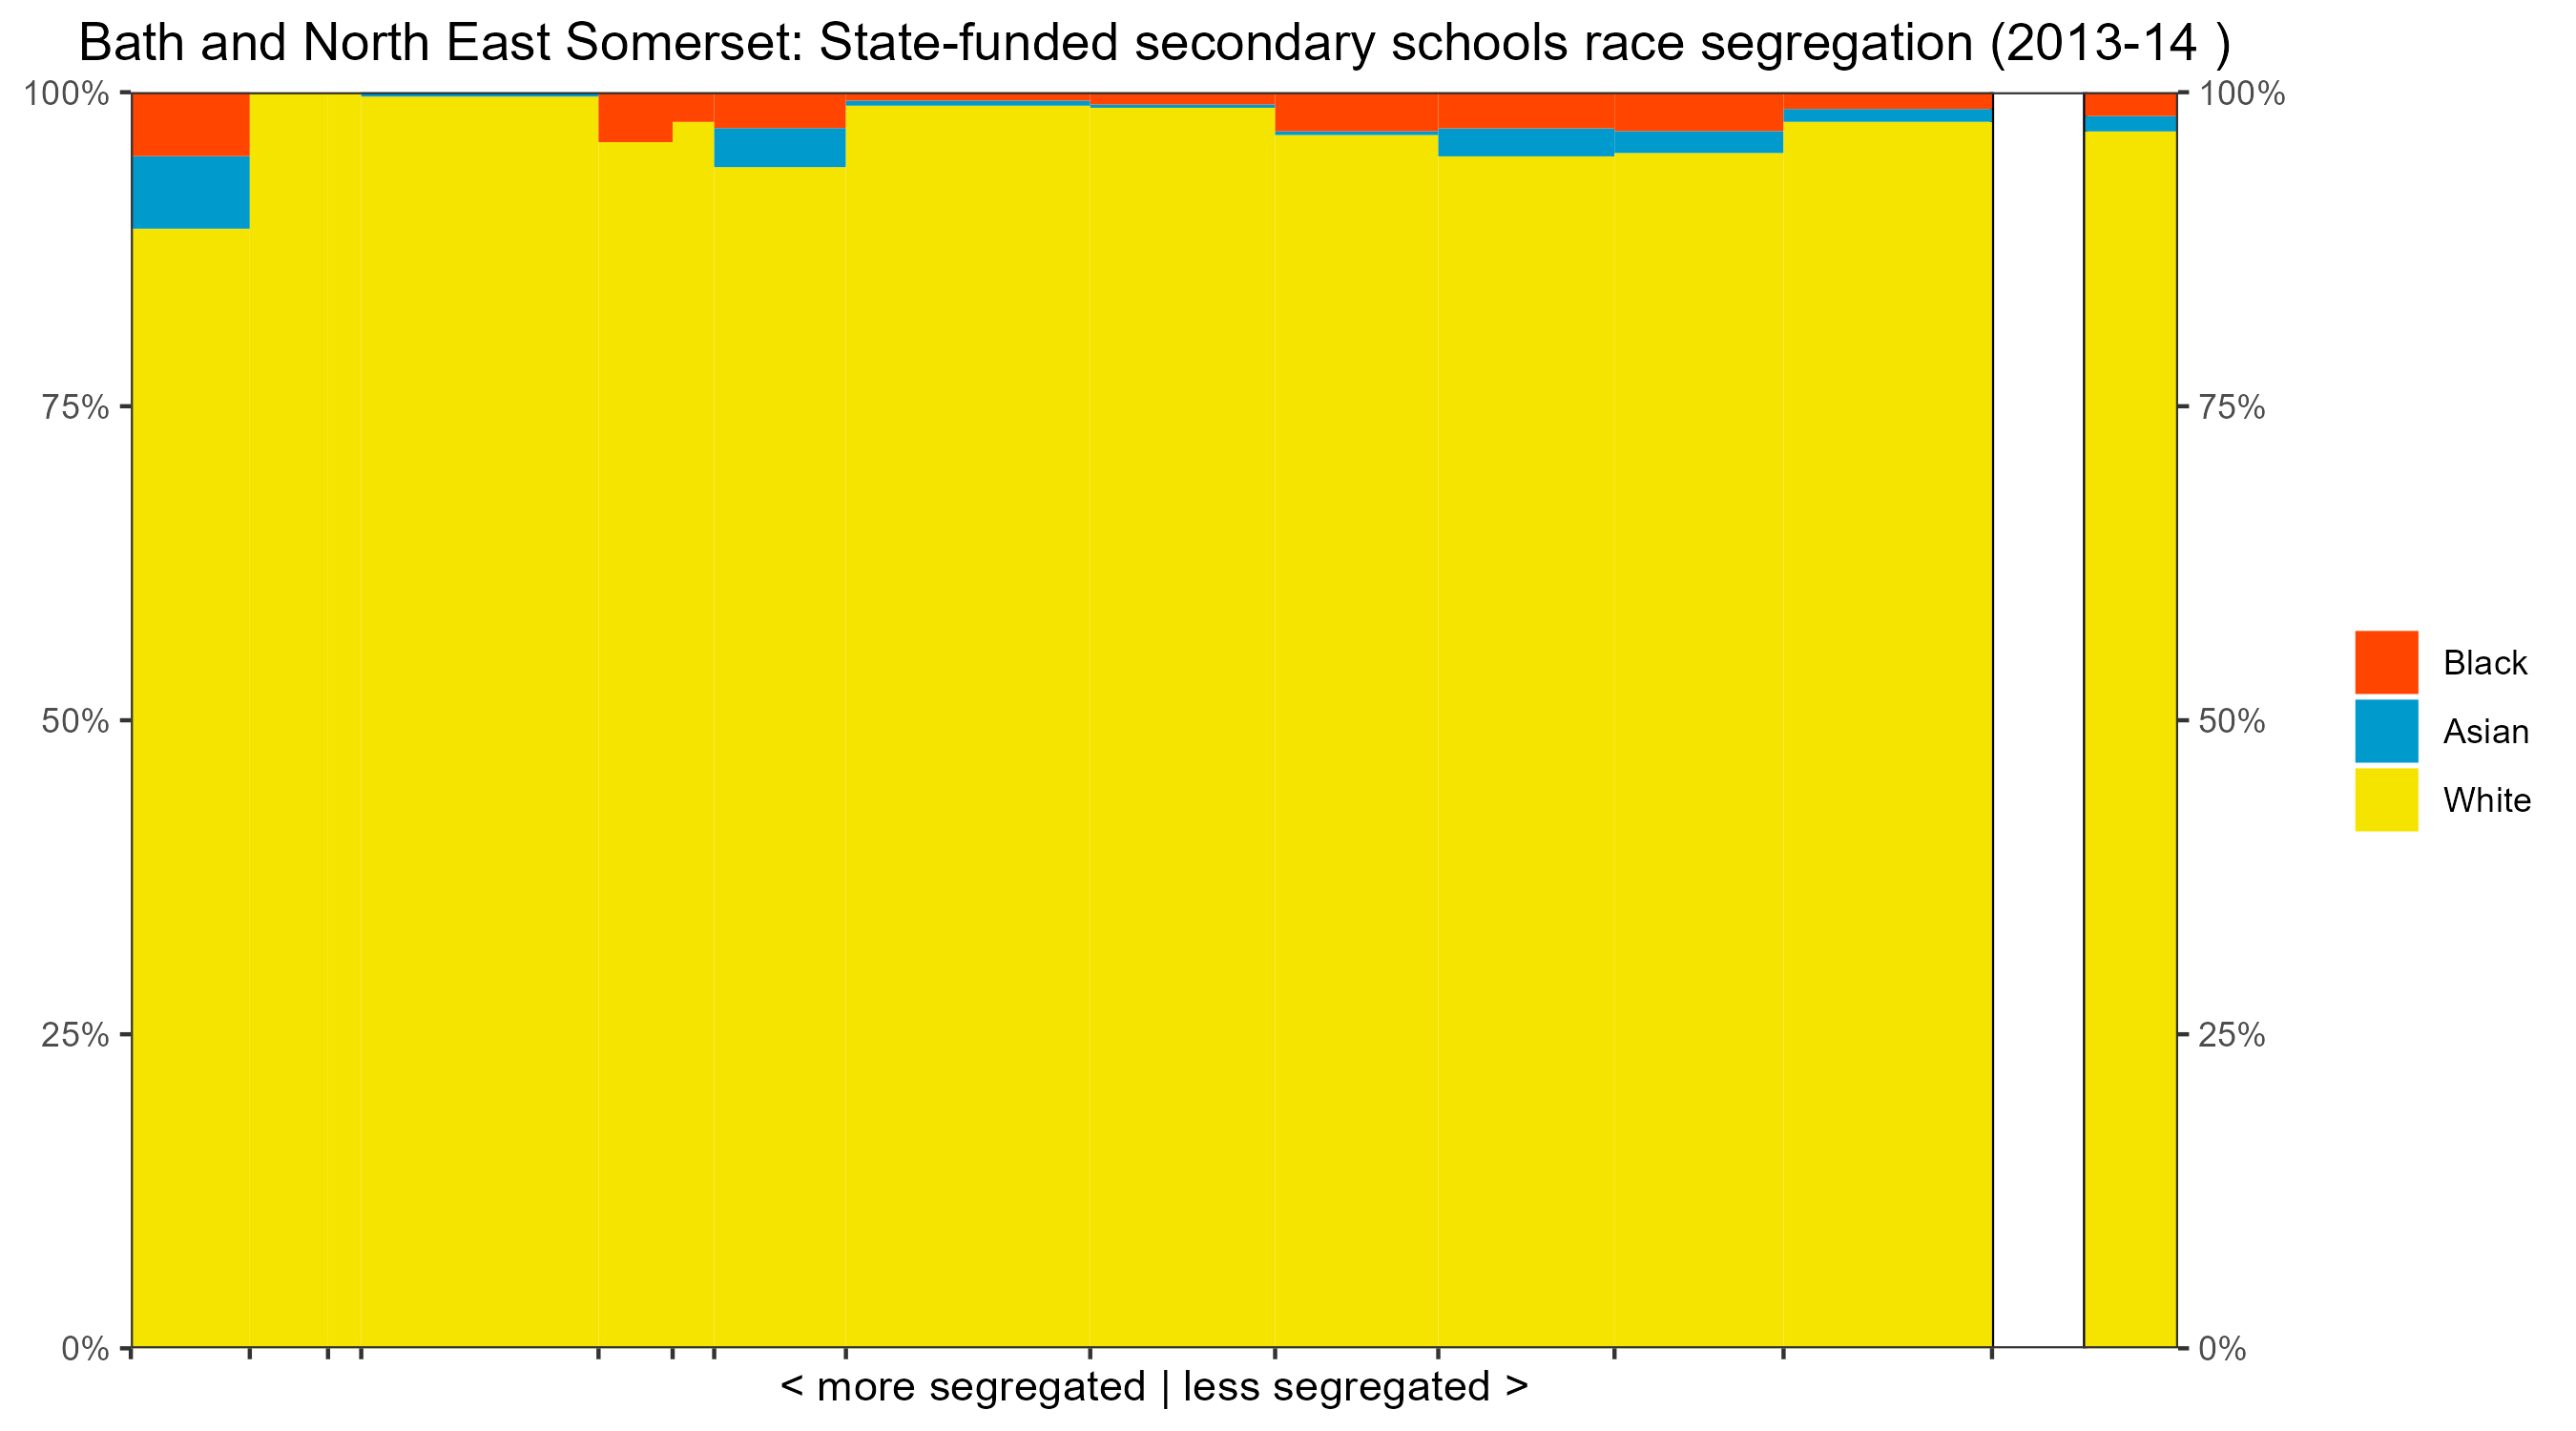 Bath and North East Somerset: State-funded secondary schools race segregation (2013-14 )
100%
75%
50%
25%
0%
100%
75%
50%
25%
0%
Black
Asian
White
< more segregated | less segregated >